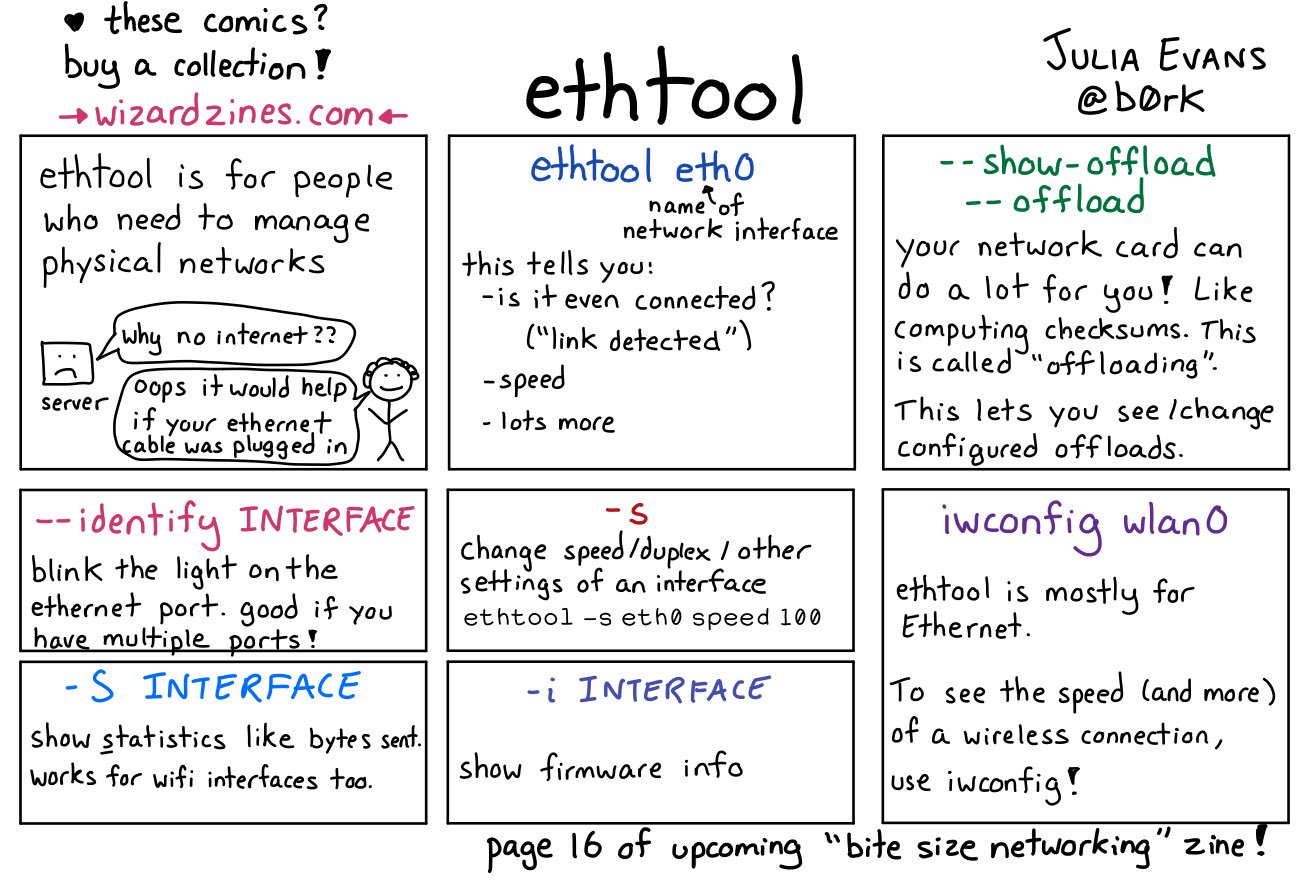 ♥ these comics?
buy a collection!
→wizardzines.com←
ethtool
JULIA EVANS
@b0rk
ethtool is for people
who need to manage
physical networks
why no internet??
server
oops it would help
if your ethernet
cable was plugged in
ethtool eth0
name of
network interface
this tells you:
-is it even connected?
("link detected")
-speed
- lots more
--show-offload
--offload
your network card can
do a lot for you! Like
computing checksums. This
is called "offloading".
This lets you see/change
configured offloads.
--identify INTERFACE
blink the light on the
ethernet port. good if you
have multiple ports!
-s
change speed/duplex/other
settings of an interface
ethtool -s eth0 speed 100
iwconfig wlan0
ethtool is mostly for
Ethernet.
To see the speed (and more)
of a wireless connection,
use iwconfig!
-S INTERFACE
show statistics like bytes sent.
works for wifi interfaces too.
-i INTERFACE
show firmware info
page 16 of upcoming "bite size networking" zine!